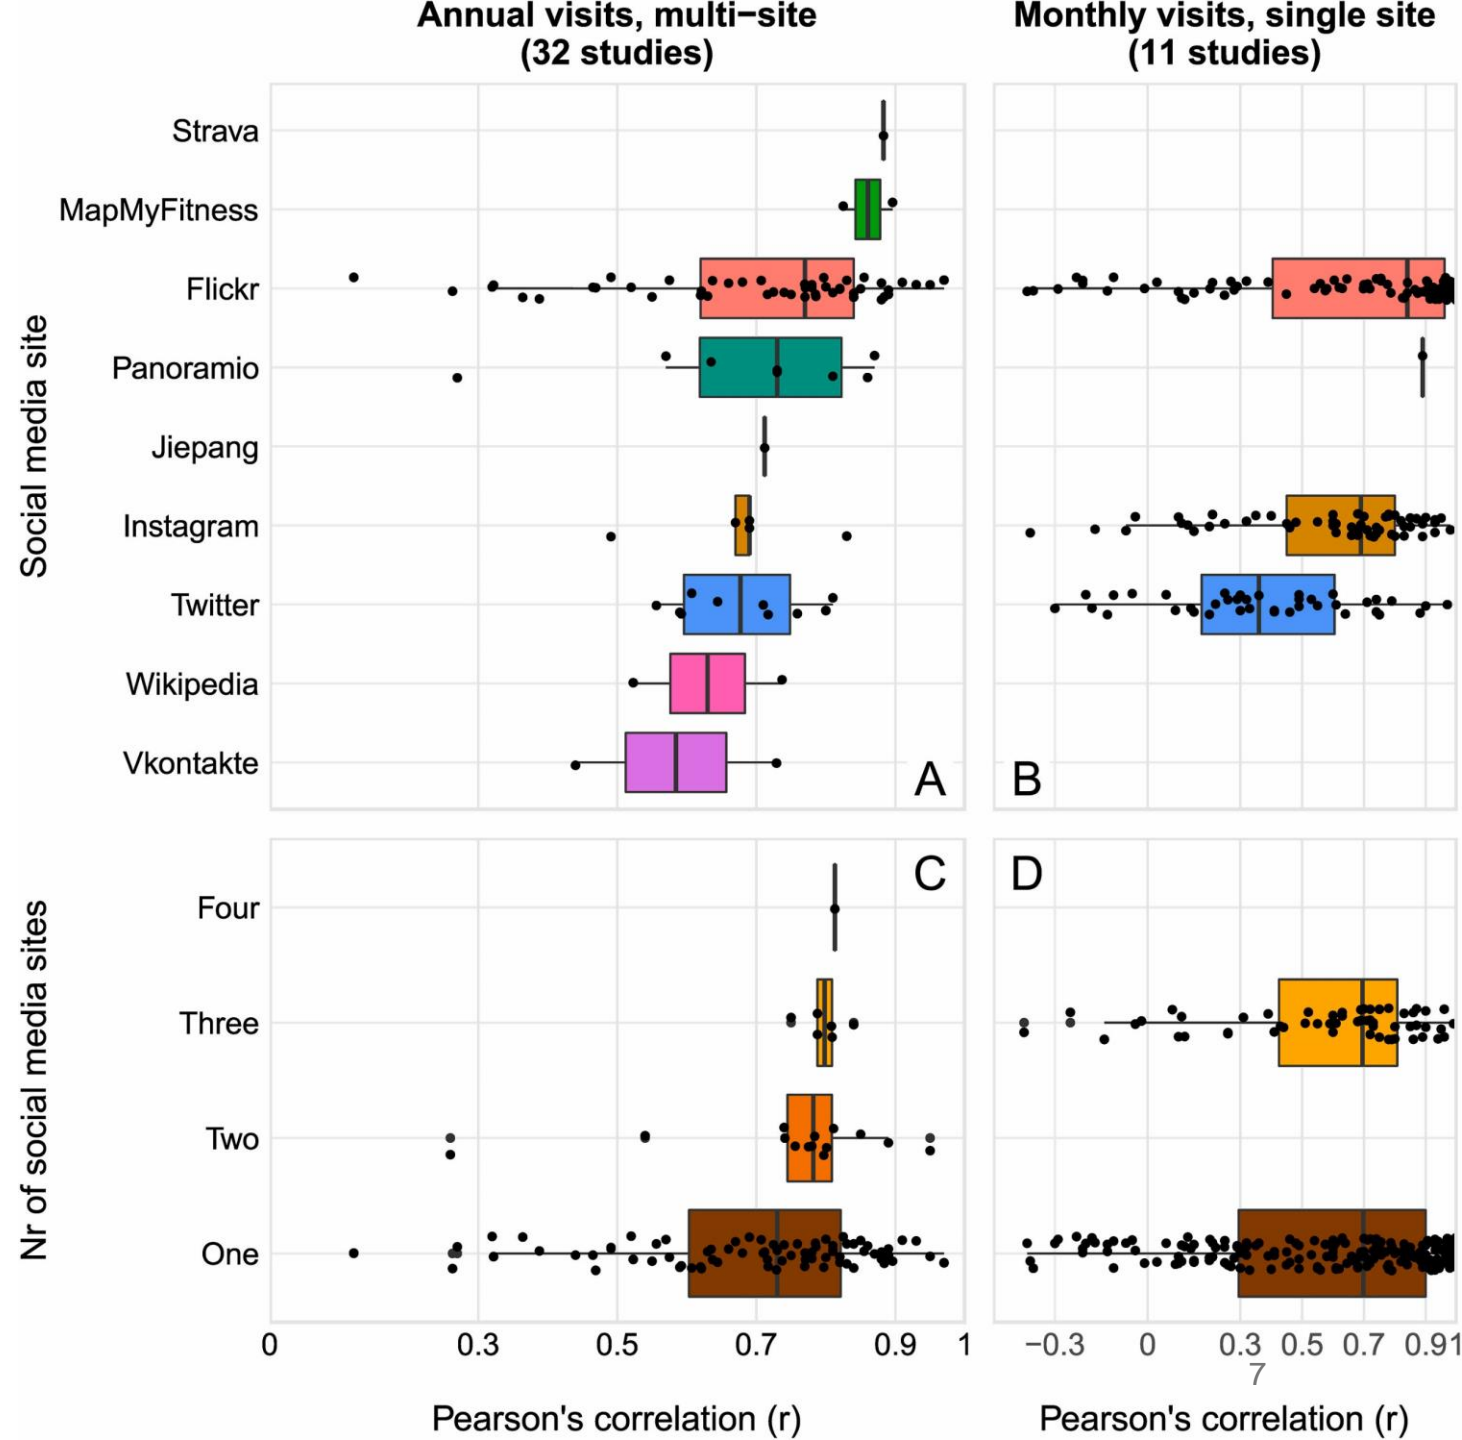 Annual visits, multi−site
(32 studies)
Monthly visits, single site
(11 studies)
Social media site
Strava
MapMyFitness
Flickr
Panoramio
Jiepang
Instagram
Twitter
Wikipedia
Vkontakte
A
B
Nr of social media sites
C
D
Four
Three
Two
One
0 0.3 0.5 0.7 0.9 1
−0.3 0 0.3 0.5 0.7 0.9 1
7
Pearson's correlation (r)
Pearson's correlation (r)